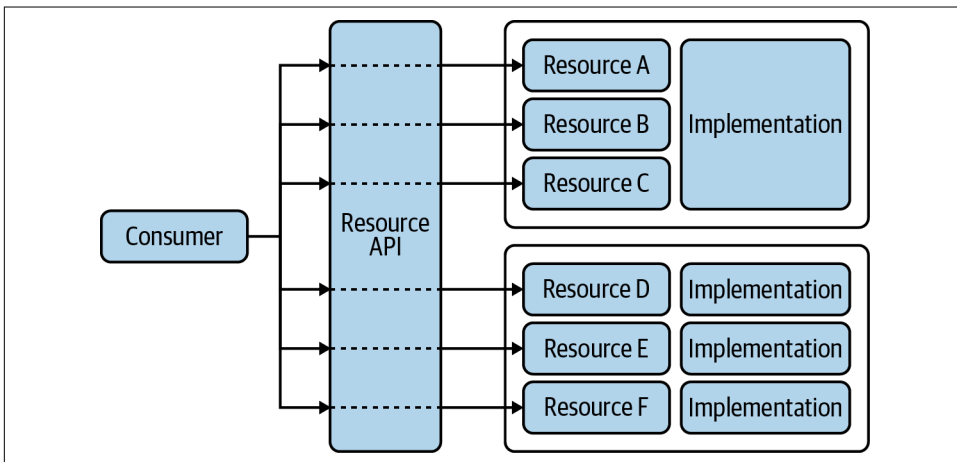 Consumer
Resource
API
Resource A
Resource B
Resource C
Implementation
Resource D
Implementation
Resource E
Implementation
Resource F
Implementation